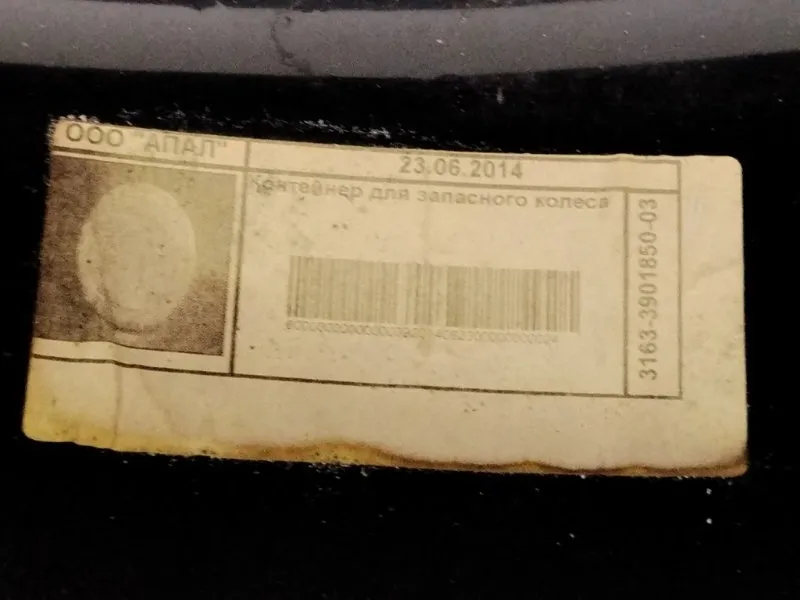 ООО "АПАЛ"
23.06.2014
Контейнер для запасного колеса
3163-3901850-03